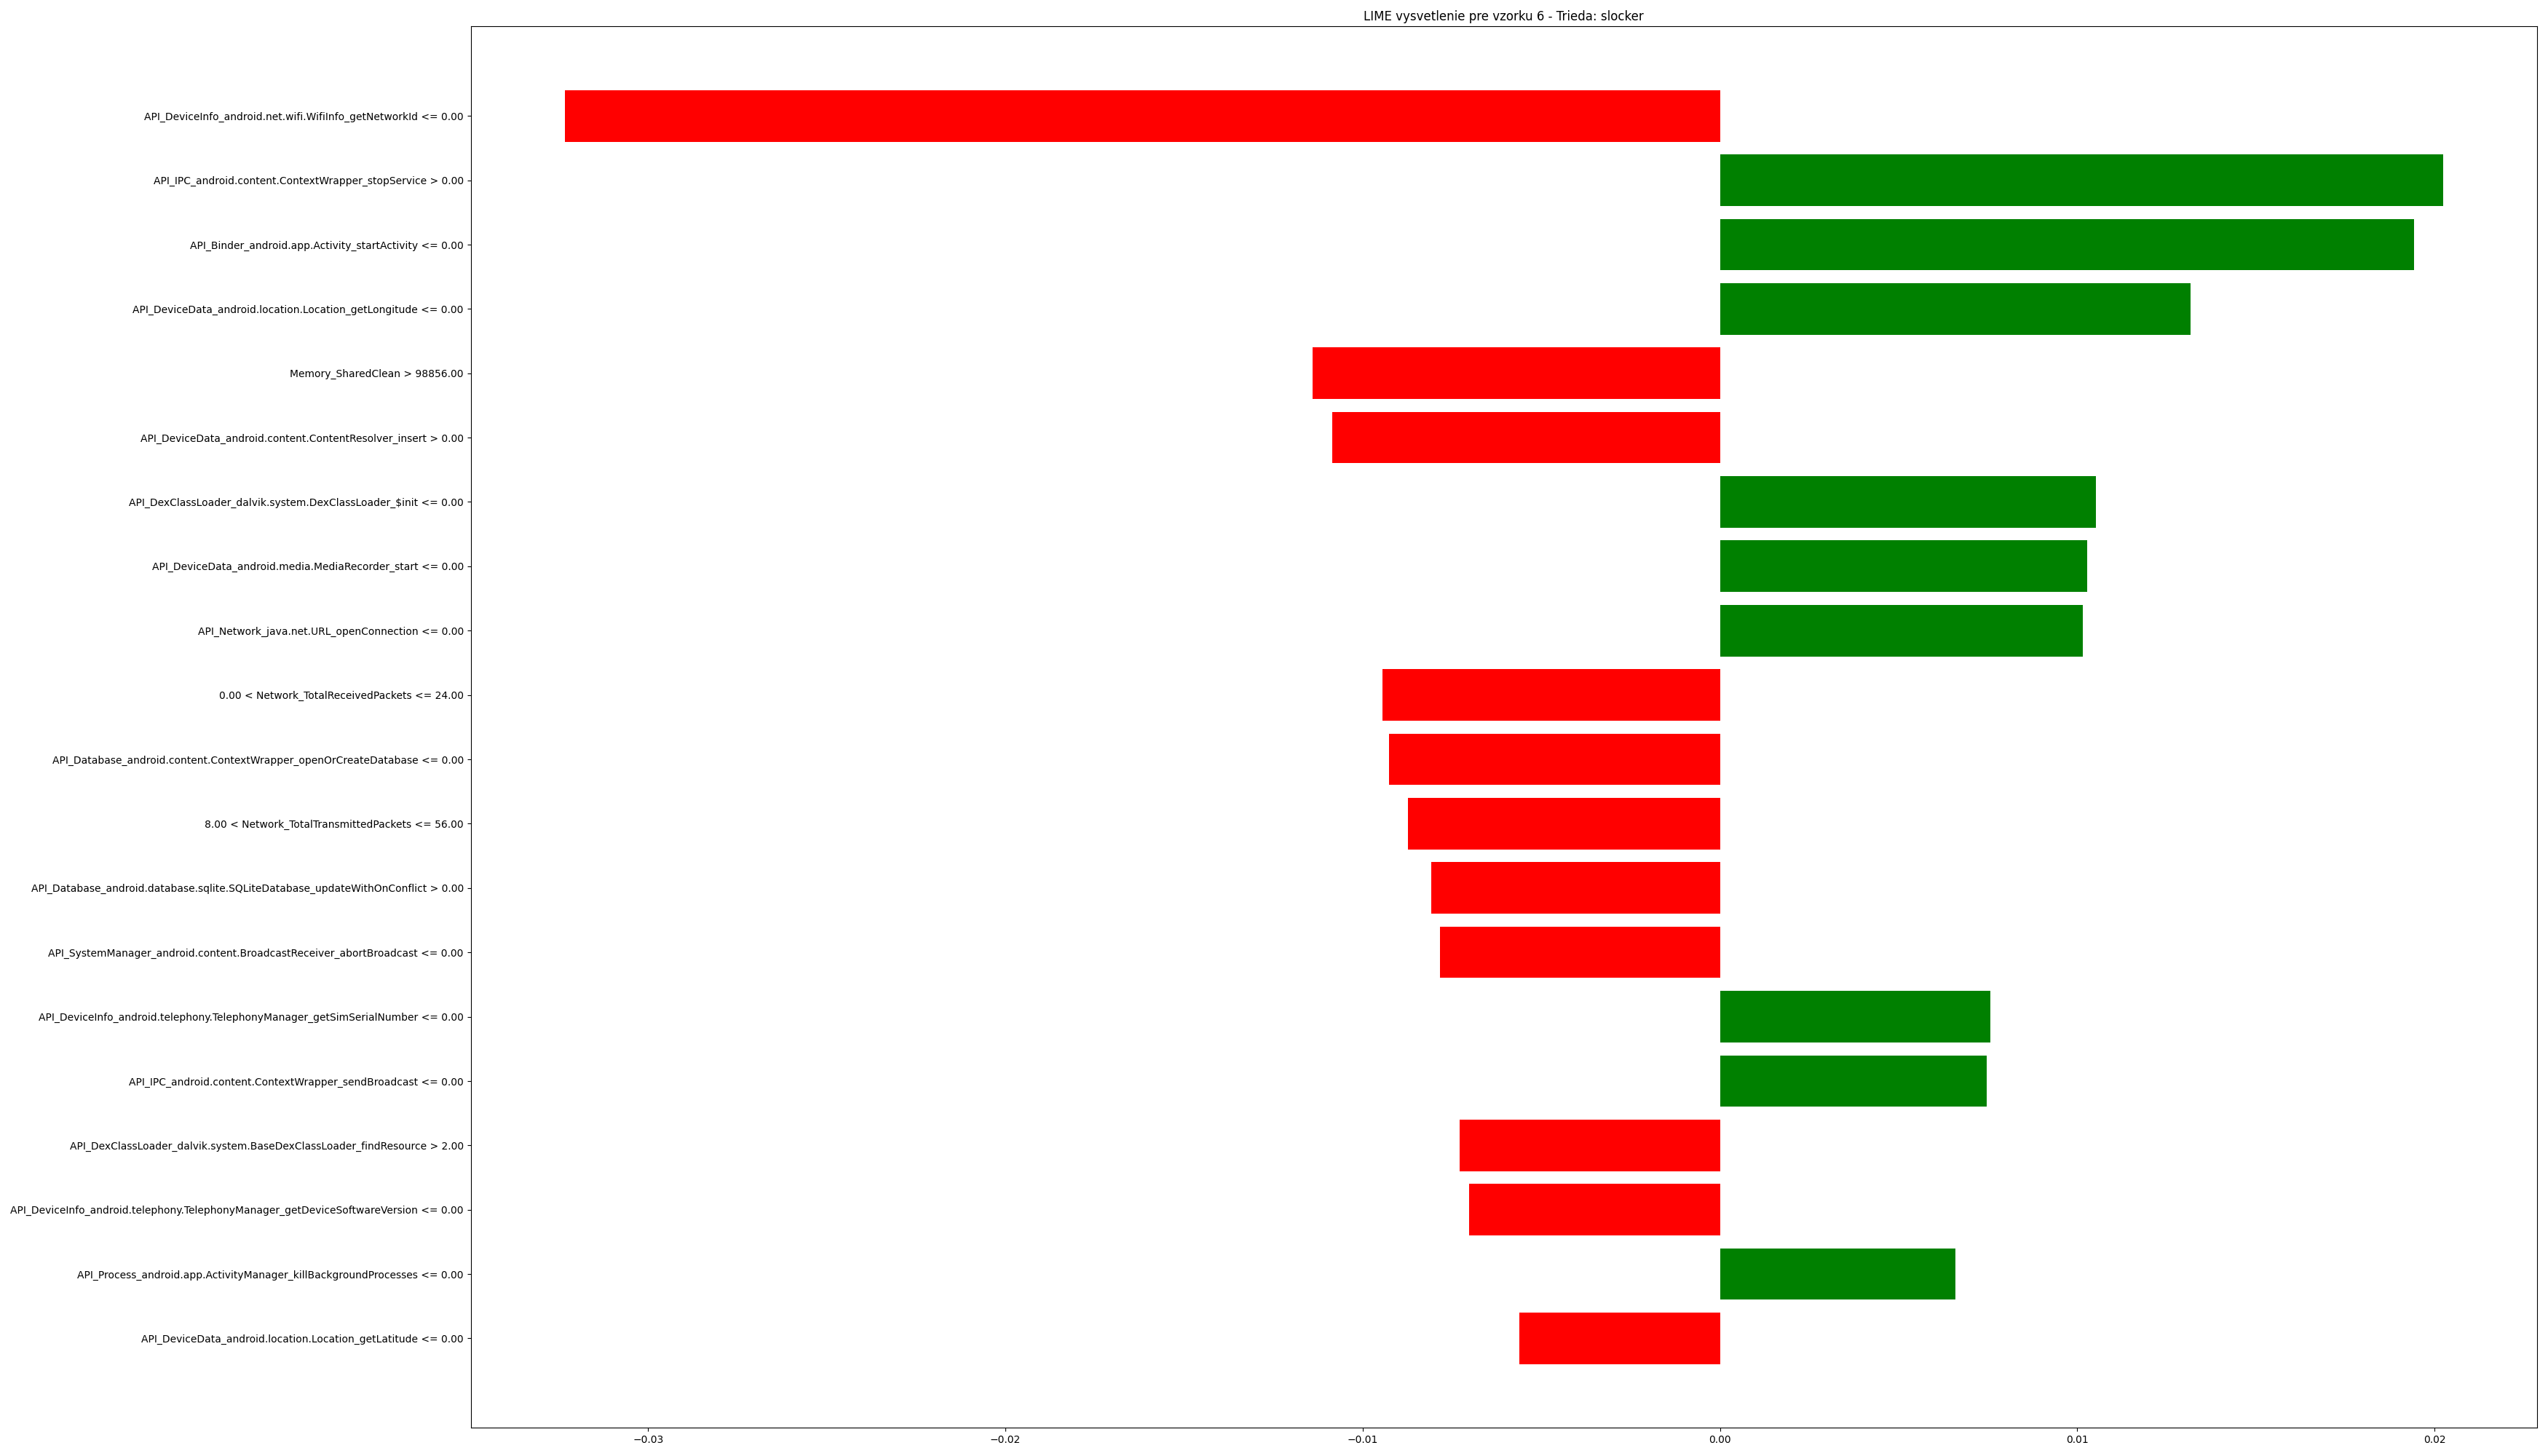 LIME vysvetlenie pre vzorku 6 - Trieda: slocker
API_DeviceInfo_android.net.wifi.WifiInfo_getNetworkId <= 0.00
API_IPC_android.content.ContextWrapper_stopService > 0.00
API_Binder_android.app.Activity_startActivity <= 0.00
API_DeviceData_android.location.Location_getLongitude <= 0.00
Memory_SharedClean > 98856.00
API_DeviceData_android.content.ContentResolver_insert > 0.00
API_DexClassLoader_dalvik.system.DexClassLoader_$init <= 0.00
API_DeviceData_android.media.MediaRecorder_start <= 0.00
API_Network_java.net.URL_openConnection <= 0.00
0.00 < Network_TotalReceivedPackets <= 24.00
API_Database_android.content.ContextWrapper_openOrCreateDatabase <= 0.00
8.00 < Network_TotalTransmittedPackets <= 56.00
API_Database_android.database.sqlite.SQLiteDatabase_updateWithOnConflict > 0.00
API_SystemManager_android.content.BroadcastReceiver_abortBroadcast <= 0.00
API_DeviceInfo_android.telephony.TelephonyManager_getSimSerialNumber <= 0.00
API_IPC_android.content.ContextWrapper_sendBroadcast <= 0.00
API_DexClassLoader_dalvik.system.BaseDexClassLoader_findResource > 2.00
API_DeviceInfo_android.telephony.TelephonyManager_getDeviceSoftwareVersion <= 0.00
API_Process_android.app.ActivityManager_killBackgroundProcesses <= 0.00
API_DeviceData_android.location.Location_getLatitude <= 0.00
−0.03 −0.02 −0.01 0.00 0.01 0.02